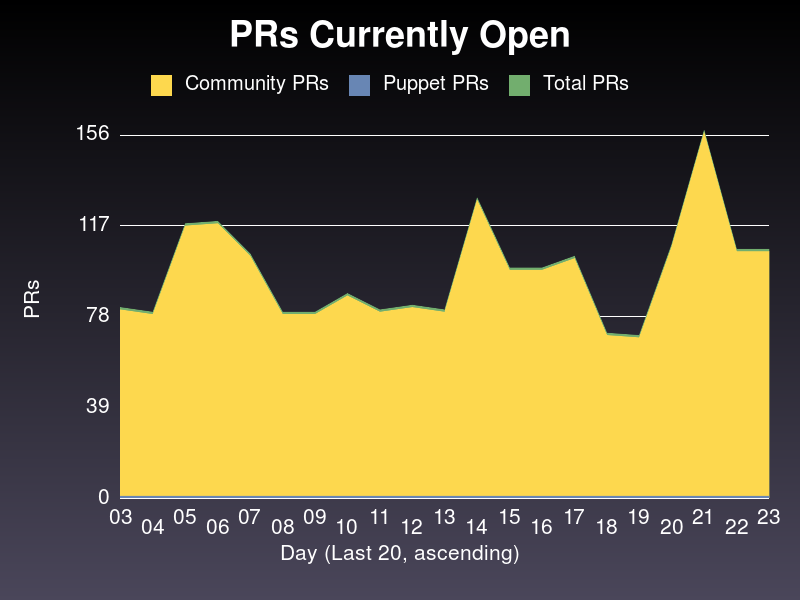 PRs Currently Open
Community PRs Puppet PRs Total PRs
156
117
78
39
0
PRs
03 04 05 06 07 08 09 10 11 12 13 14 15 16 17 18 19 20 21 22 23
Day (Last 20, ascending)